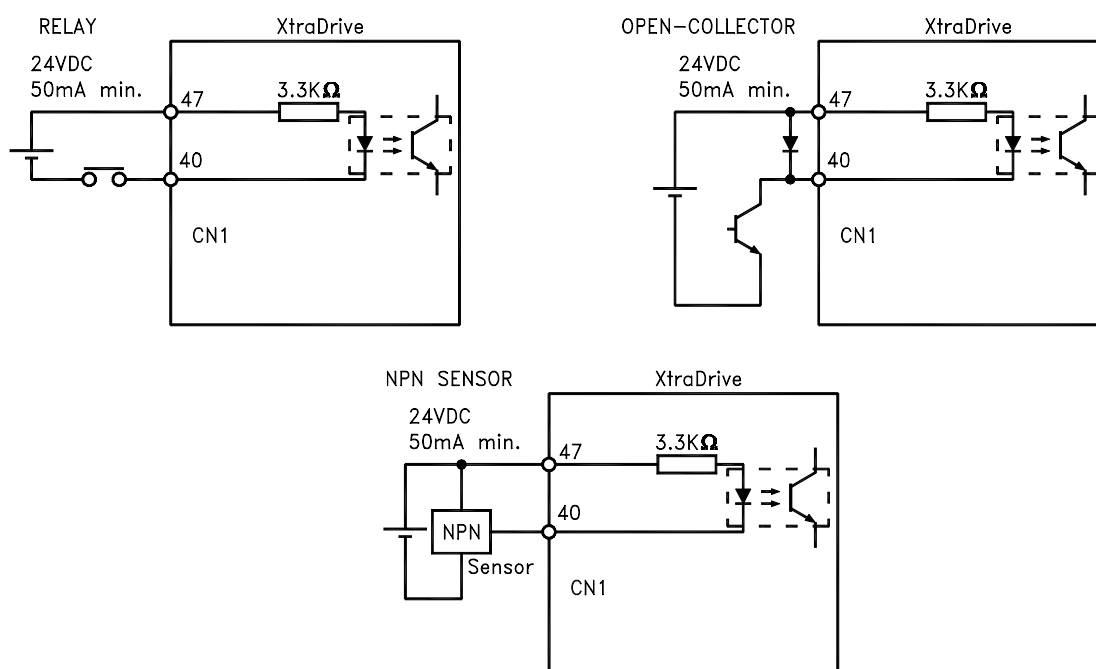 RELAY
XtraDrive
24VDC
50mA min.
47
3.3KΩ
40
CN1
OPEN-COLLECTOR
XtraDrive
24VDC
50mA min.
47
3.3KΩ
40
CN1
NPN SENSOR
XtraDrive
24VDC
50mA min.
47
3.3KΩ
40
NPN
Sensor
CN1